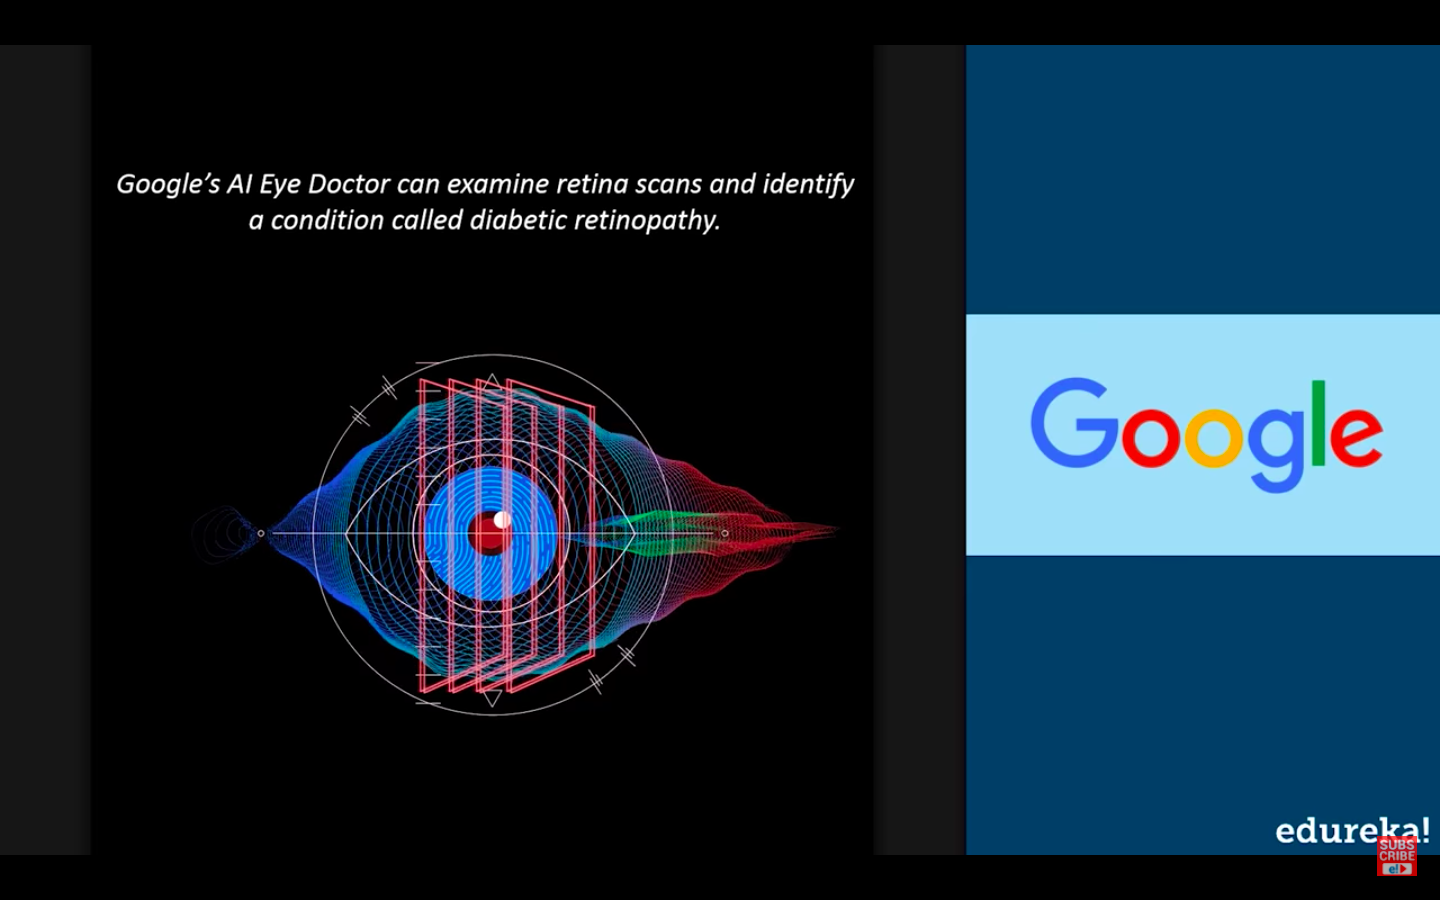 Google’s AI Eye Doctor can examine retina scans and identify
a condition called diabetic retinopathy.
Google
edureka!
SUBS
CRIBE
e!